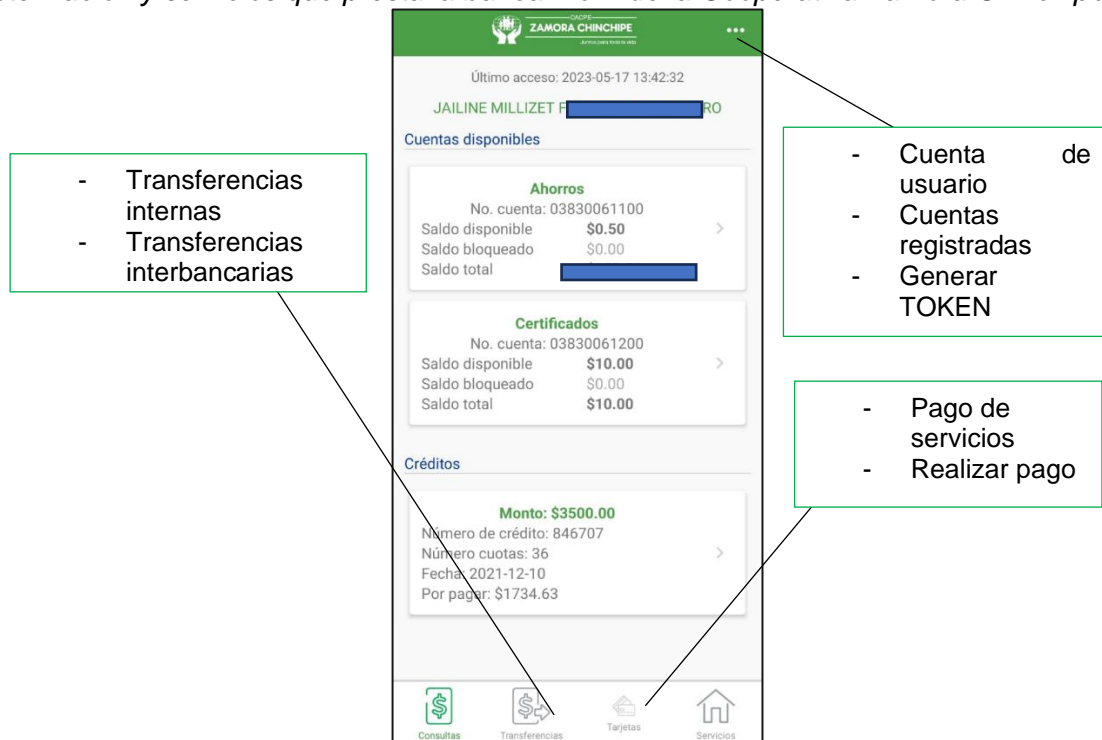 CACPE
ZAMORA CHINCHIPE
Último acceso: 2023-05-17 13:42:32
JAILINE MILLIZET F RO
Cuentas disponibles
Ahorros
No. cuenta: 03830061100
Saldo disponible $0.50
Saldo bloqueado $0.00
Saldo total
Certificados
No. cuenta: 03830061200
Saldo disponible $10.00
Saldo bloqueado $0.00
Saldo total $10.00
Créditos
Monto: $3500.00
Número de crédito: 846707
Número cuotas: 36
Fecha: 2021-12-10
Por pagar: $1734.63
Consultas Transferencias Tarjetas Servicios
- Transferencias
internas
- Transferencias
interbancarias
- Cuenta de
usuario
- Cuentas
registradas
- Generar
TOKEN
- Pago de
servicios
- Realizar pago